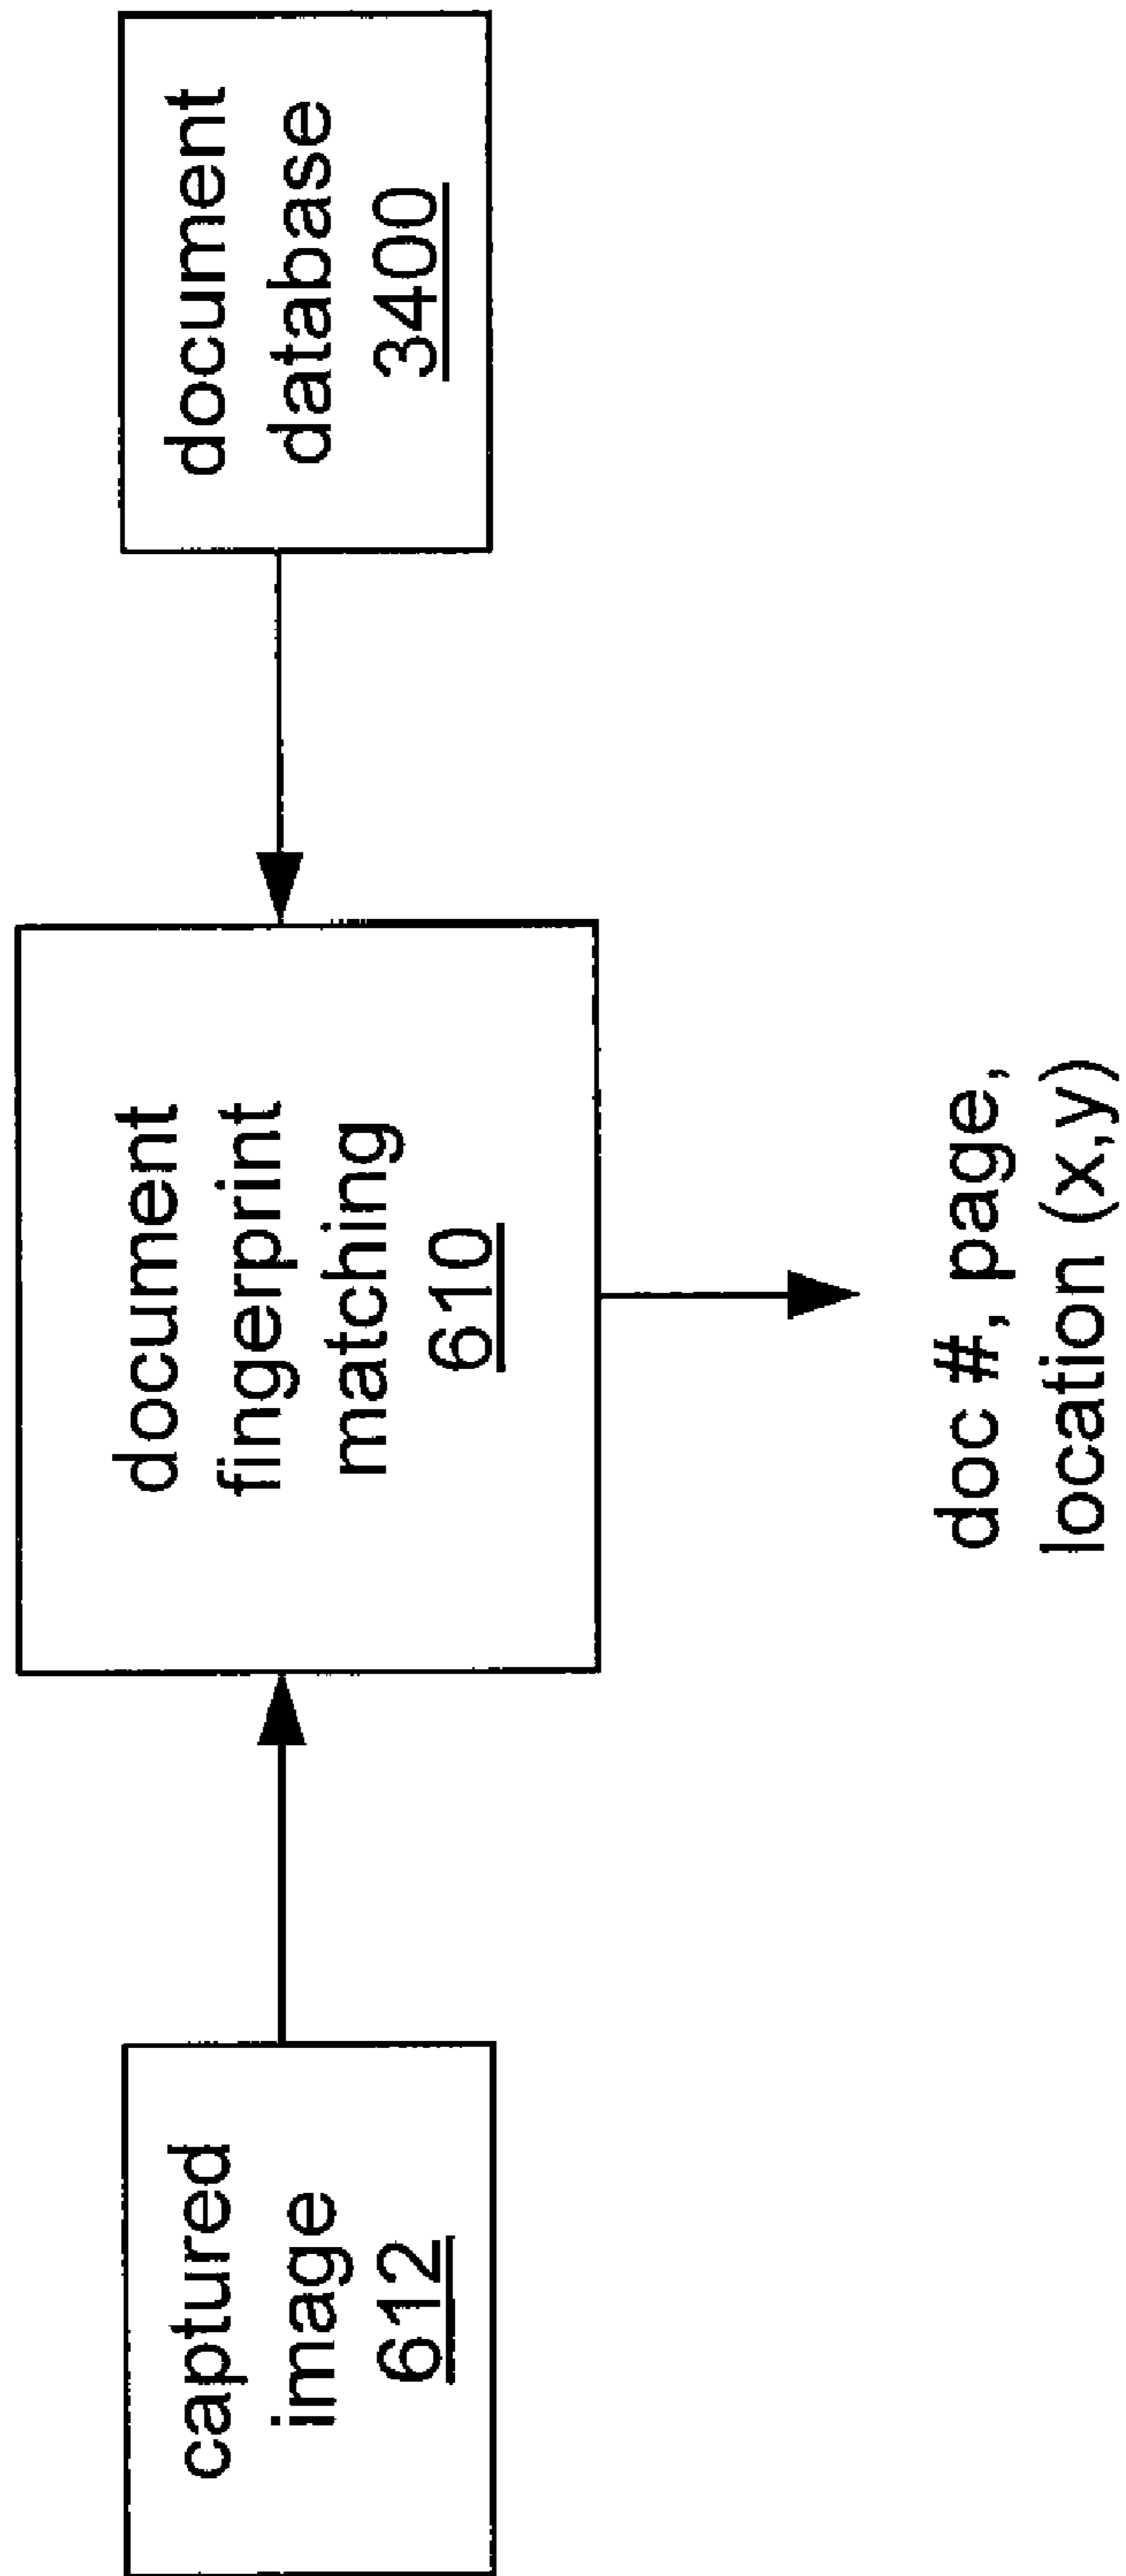 captured
image
612
document
fingerprint
matching
610
document
database
3400
doc #, page,
location (x,y)